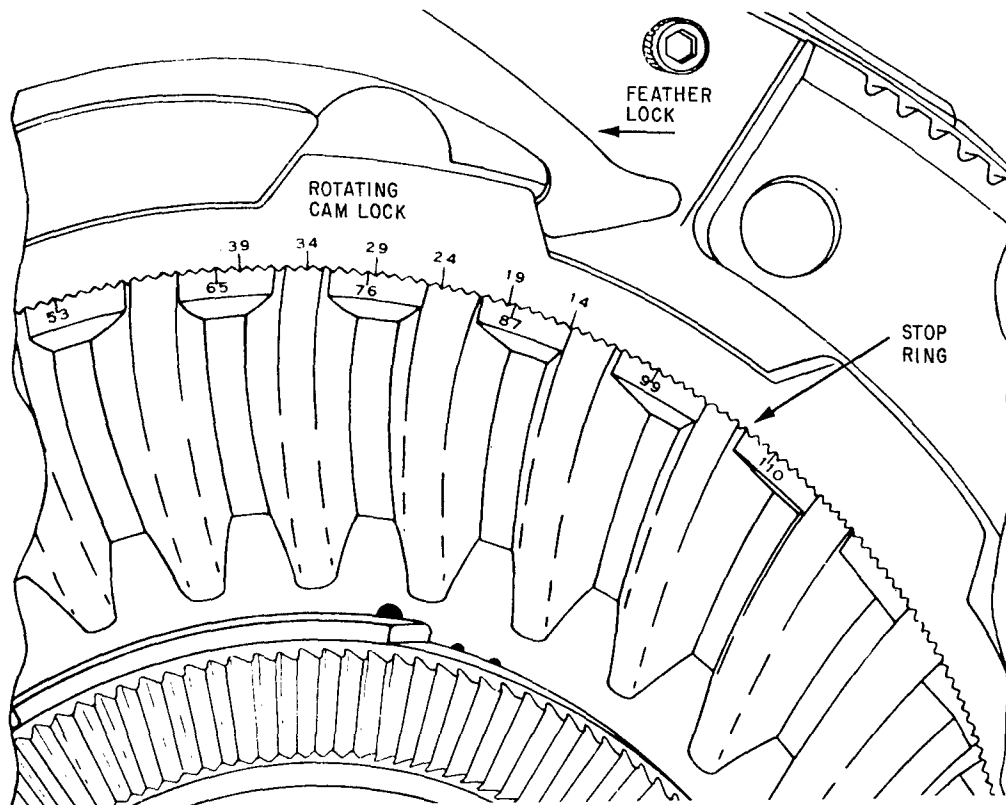 FEATHER
LOCK
ROTATING
CAM LOCK
39 34 29 24 19 14
53 65 76 87 99 110
STOP
RING